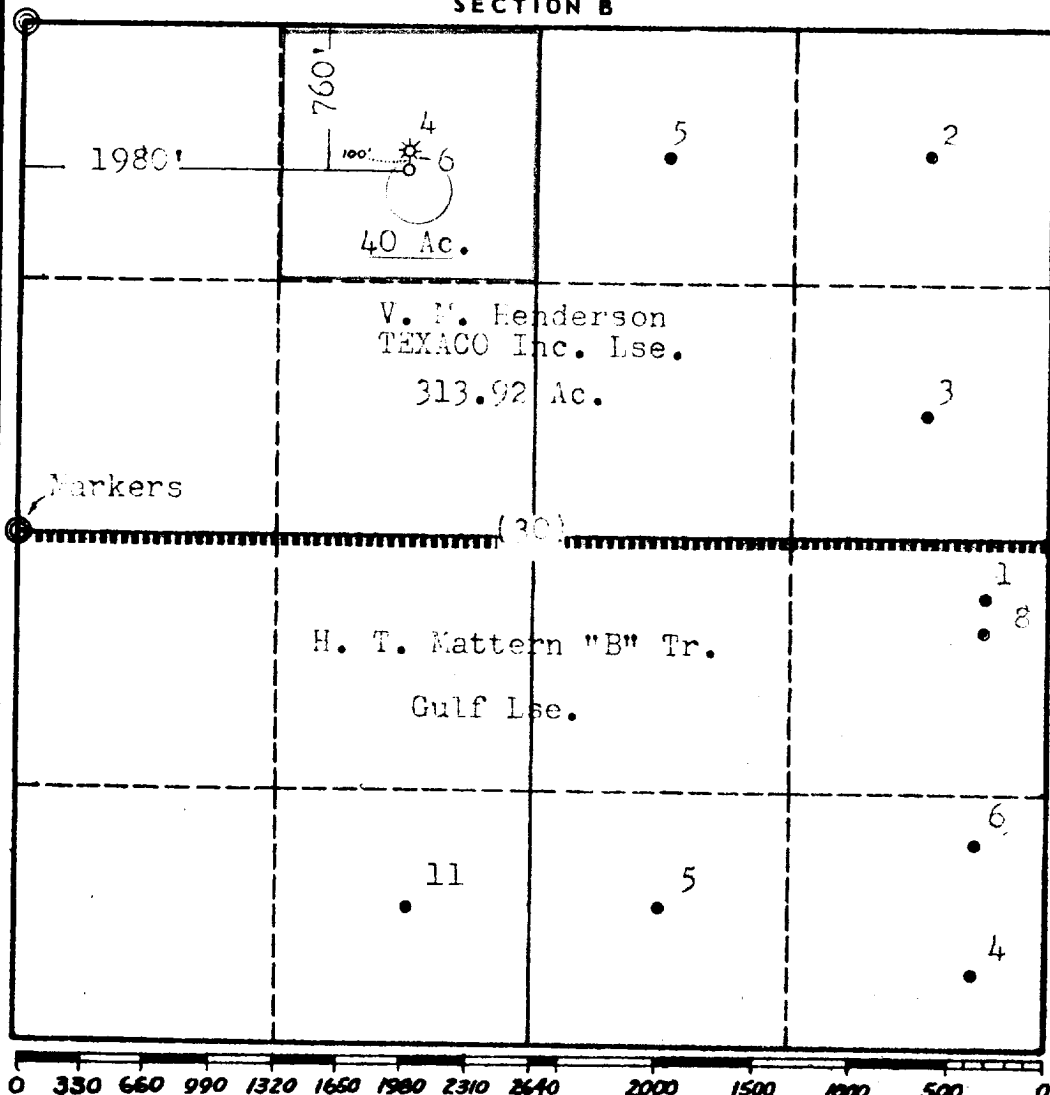 SECTION B
760'
4
5
2
1980'
100'
6
40 Ac.
V. M. Henderson
TEXACO Inc. Lse.
313.92 Ac.
3
Markers
(30)
1
8
H. T. Mattern "B" Tr.
Gulf Lse.
6
11
5
4
0 330 660 990 1320 1650 1980 2310 2640 2000 1500 1000 500 0